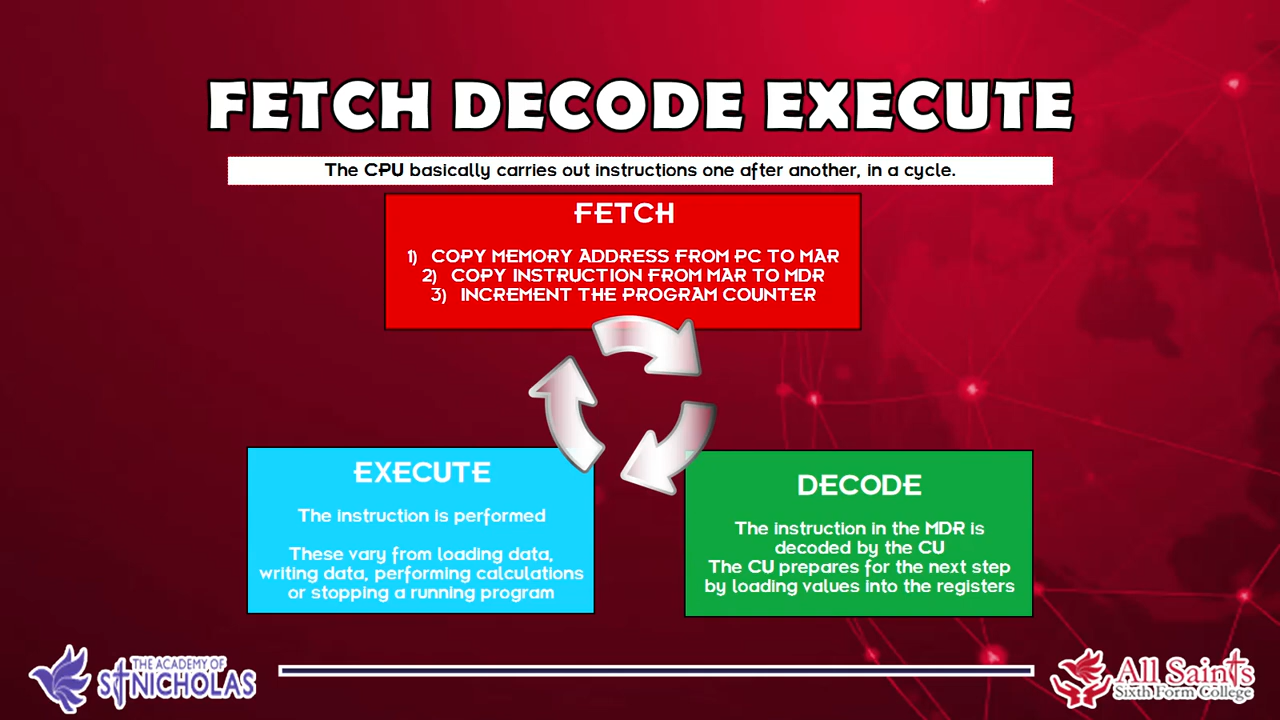 FETCH DECODE EXECUTE
The CPU basically carries out instructions one after another, in a cycle.
FETCH
1) COPY MEMORY ADDRESS FROM PC TO MAR
2) COPY INSTRUCTION FROM MAR TO MDR
3) INCREMENT THE PROGRAM COUNTER
EXECUTE
The instruction is performed
These vary from loading data,
writing data, performing calculations
or stopping a running program
DECODE
The instruction in the MDR is
decoded by the CU
The CU prepares for the next step
by loading values into the registers
THE ACADEMY OF
ST NICHOLAS
All Saints
Sixth Form College